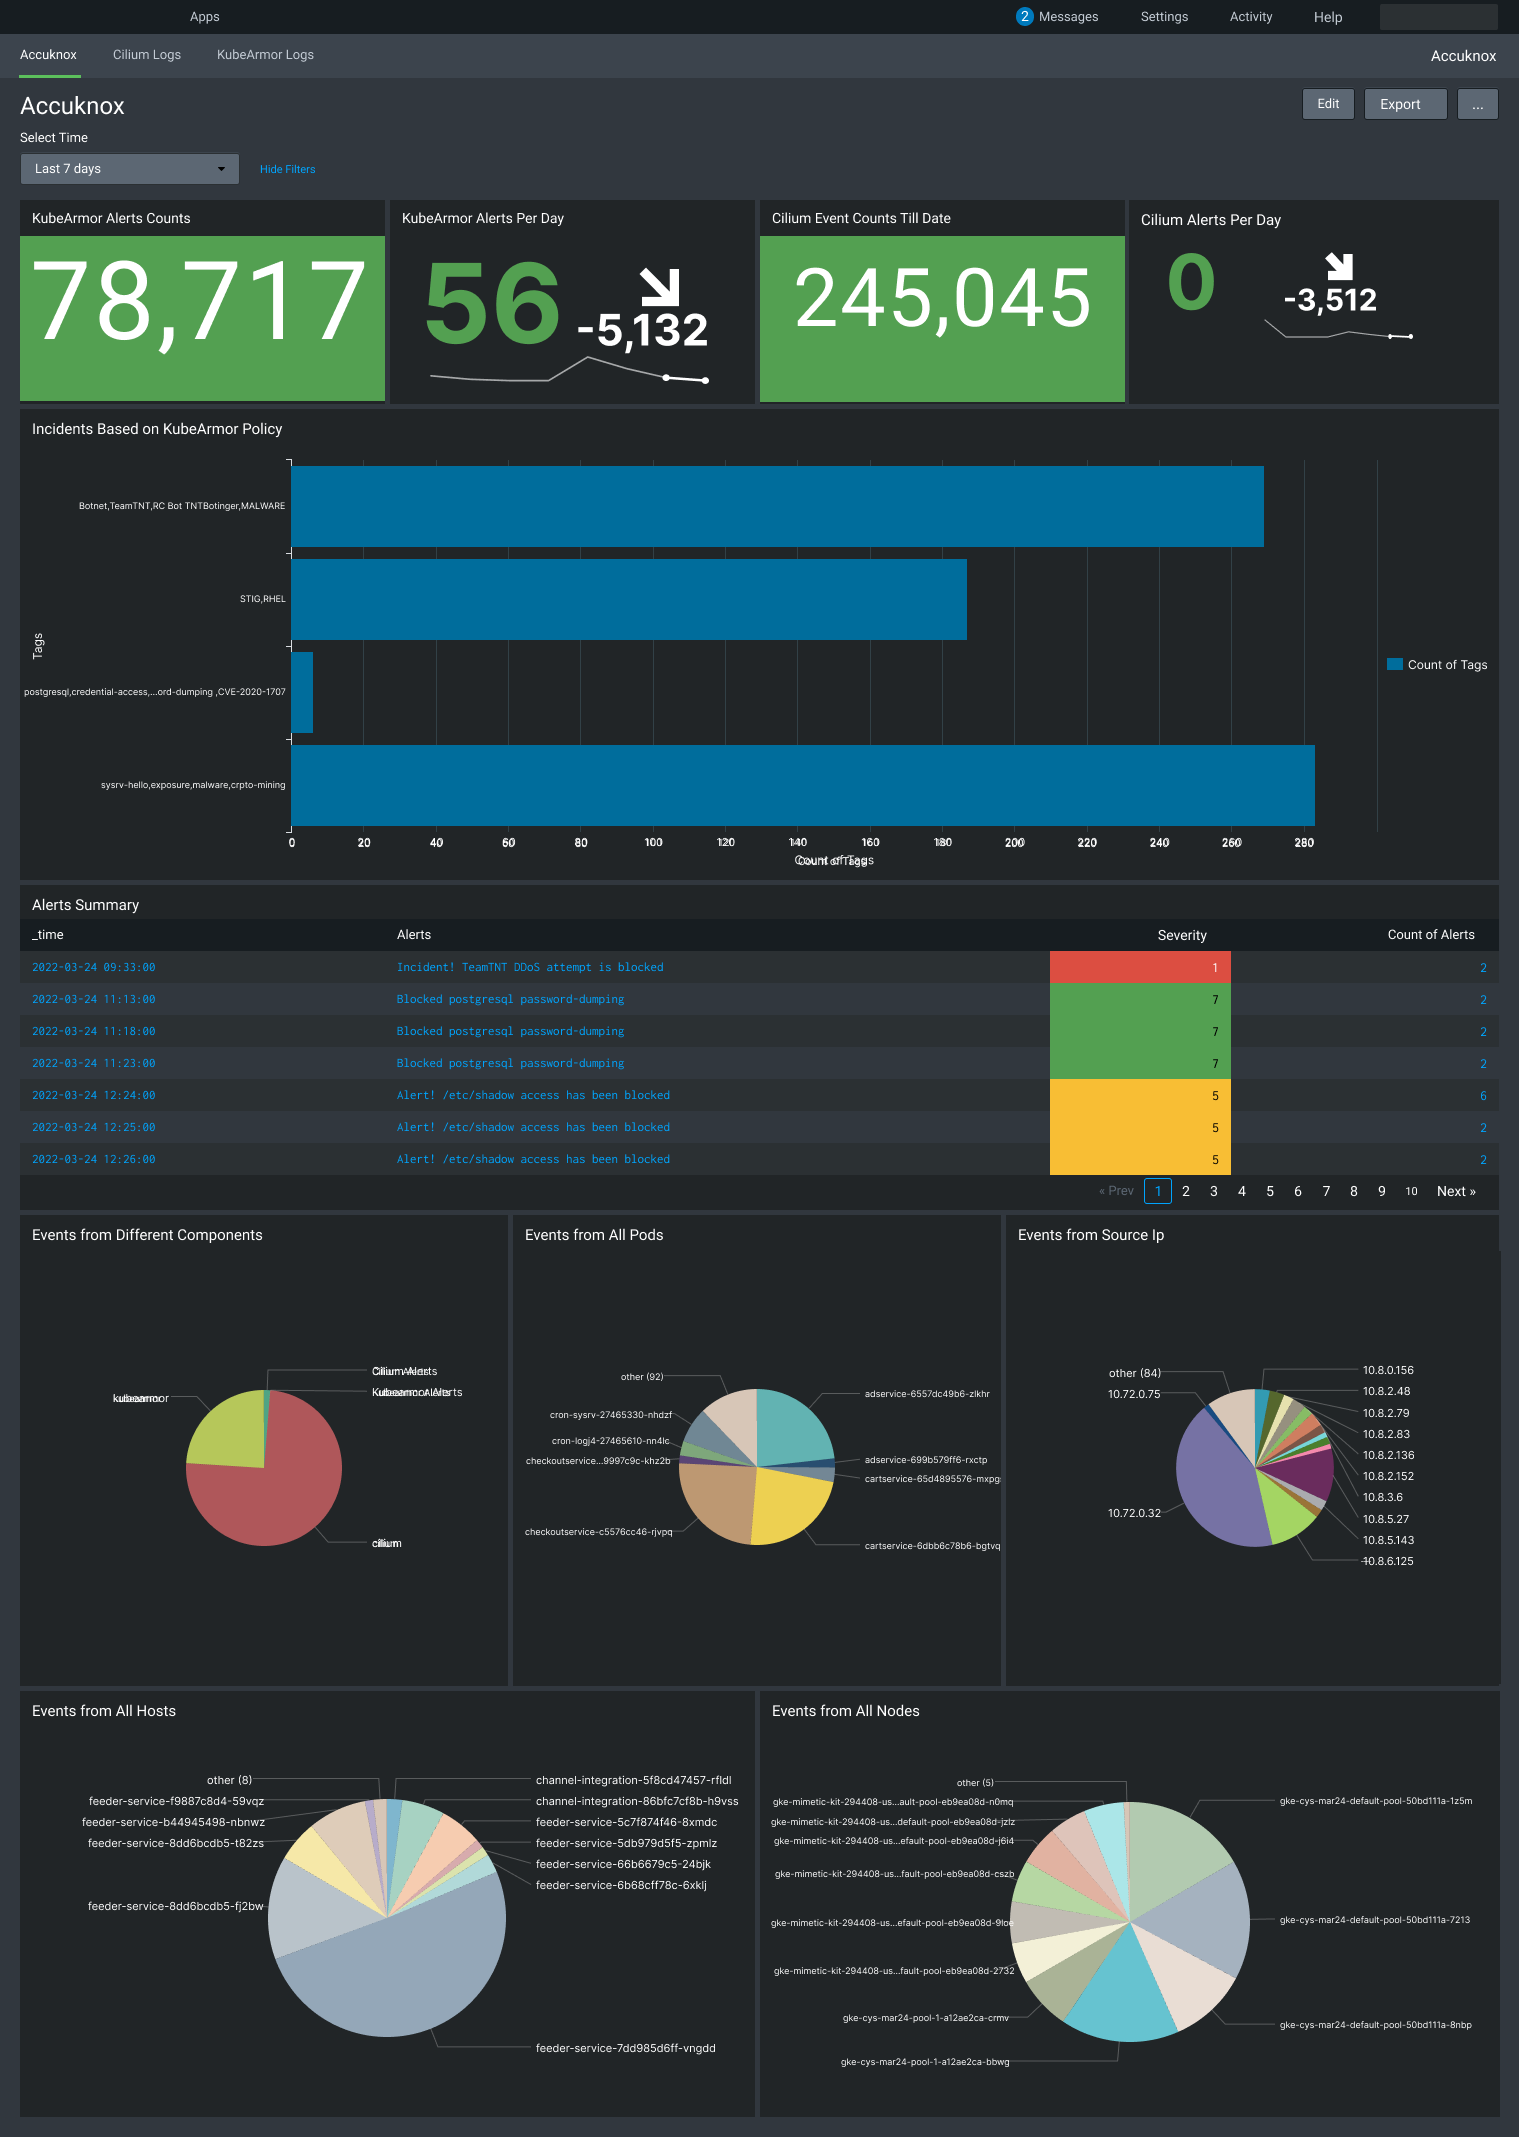 Apps
2 Messages Settings Activity Help
Accuknox Cilium Logs KubeArmor Logs Accuknox
Accuknox
Edit Export ...
Select Time
Last 7 days Hide Filters
KubeArmor Alerts Counts
78,717
KubeArmor Alerts Per Day
56
-5,132
Cilium Event Counts Till Date
245,045
Cilium Alerts Per Day
0
-3,512
Incidents Based on KubeArmor Policy
Tags
Botnet,TeamTNT,RC Bot TNTBotinger,MALWARE
STIG,RHEL
postgresql,credential-access,...ord-dumping ,CVE-2020-1707
sysrv-hello,exposure,malware,crpto-mining
Count of Tags
0 20 40 60 80 100 120 140 160 180 200 220 240 260 280
Count of Tags
Alerts Summary
_time Alerts Severity Count of Alerts
2022-03-24 09:33:00 Incident! TeamTNT DDoS attempt is blocked 1 2
2022-03-24 11:13:00 Blocked postgresql password-dumping 7 2
2022-03-24 11:18:00 Blocked postgresql password-dumping 7 2
2022-03-24 11:23:00 Blocked postgresql password-dumping 7 2
2022-03-24 12:24:00 Alert! /etc/shadow access has been blocked 5 6
2022-03-24 12:25:00 Alert! /etc/shadow access has been blocked 5 2
2022-03-24 12:26:00 Alert! /etc/shadow access has been blocked 5 2
« Prev 1 2 3 4 5 6 7 8 9 10 Next »
Events from Different Components
Cilium Alerts
Kubearmor Alerts
kubearmor
cilium
Events from All Pods
other (92)
cron-sysrv-27465330-nhdzf
cron-logj4-27465610-nn4lc
checkoutservice...9997c9c-khz2b
checkoutservice-c5576cc46-rjvpq
adservice-6557dc49b6-zlkhr
adservice-699b579ff6-rxctp
cartservice-65d4895576-mxpg
cartservice-6dbb6c78b6-bgtvq
Events from Source Ip
other (84)
10.72.0.75
10.72.0.32
10.8.0.156
10.8.2.48
10.8.2.79
10.8.2.83
10.8.2.136
10.8.2.152
10.8.3.6
10.8.5.27
10.8.5.143
10.8.6.125
Events from All Hosts
other (8)
feeder-service-f9887c8d4-59vqz
feeder-service-b44945498-nbnwz
feeder-service-8dd6bcdb5-t82zs
feeder-service-8dd6bcdb5-fj2bw
channel-integration-5f8cd47457-rfldl
channel-integration-86bfc7cf8b-h9vss
feeder-service-5c7f874f46-8xmdc
feeder-service-5db979d5f5-zpmlz
feeder-service-66b6679c5-24bjk
feeder-service-6b68cff78c-6xklj
feeder-service-7dd985d6ff-vngdd
Events from All Nodes
other (5)
gke-mimetic-kit-294408-us...ault-pool-eb9ea08d-n0mq
gke-mimetic-kit-294408-us...default-pool-eb9ea08d-jzlz
gke-mimetic-kit-294408-us...efault-pool-eb9ea08d-j6i4
gke-mimetic-kit-294408-us...fault-pool-eb9ea08d-cszb
gke-mimetic-kit-294408-us...efault-pool-eb9ea08d-9loe
gke-mimetic-kit-294408-us...fault-pool-eb9ea08d-2732
gke-cys-mar24-pool-1-a12ae2ca-crmv
gke-cys-mar24-pool-1-a12ae2ca-bbwg
gke-cys-mar24-default-pool-50bd111a-1z5m
gke-cys-mar24-default-pool-50bd111a-7213
gke-cys-mar24-default-pool-50bd111a-8nbp